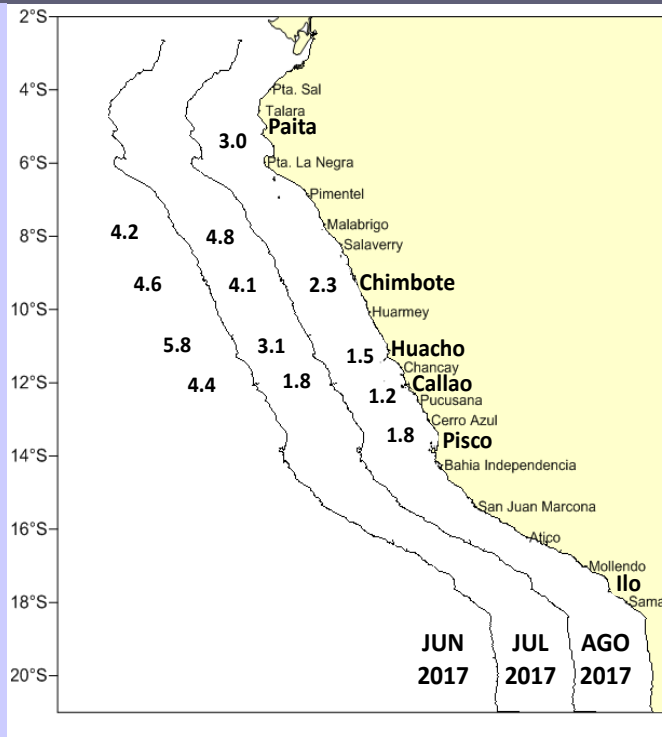 2°S
4°S
Pta. Sal
Talara
Paita
3.0
6°S
Pta. La Negra
Pimentel
Malabrigo
8°S
4.2
4.8
Salaverry
4.6
4.1
2.3
Chimbote
10°S
Huarmey
5.8
3.1
1.5
Huacho
Chancay
12°S
4.4
1.8
1.2
Callao
Pucusana
Cerro Azul
1.8
Pisco
14°S
Bahia Independencia
San Juan Marcona
16°S
Atico
Mollendo
Ilo
18°S
Sama
JUN
2017
JUL
2017
AGO
2017
20°S